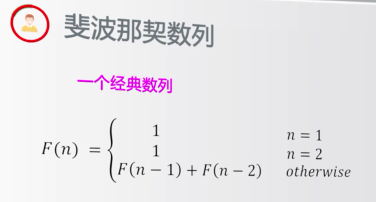 斐波那契数列
一个经典数列
F(n) = { 1 n = 1
1 n = 2
F(n − 1) + F(n − 2) otherwise